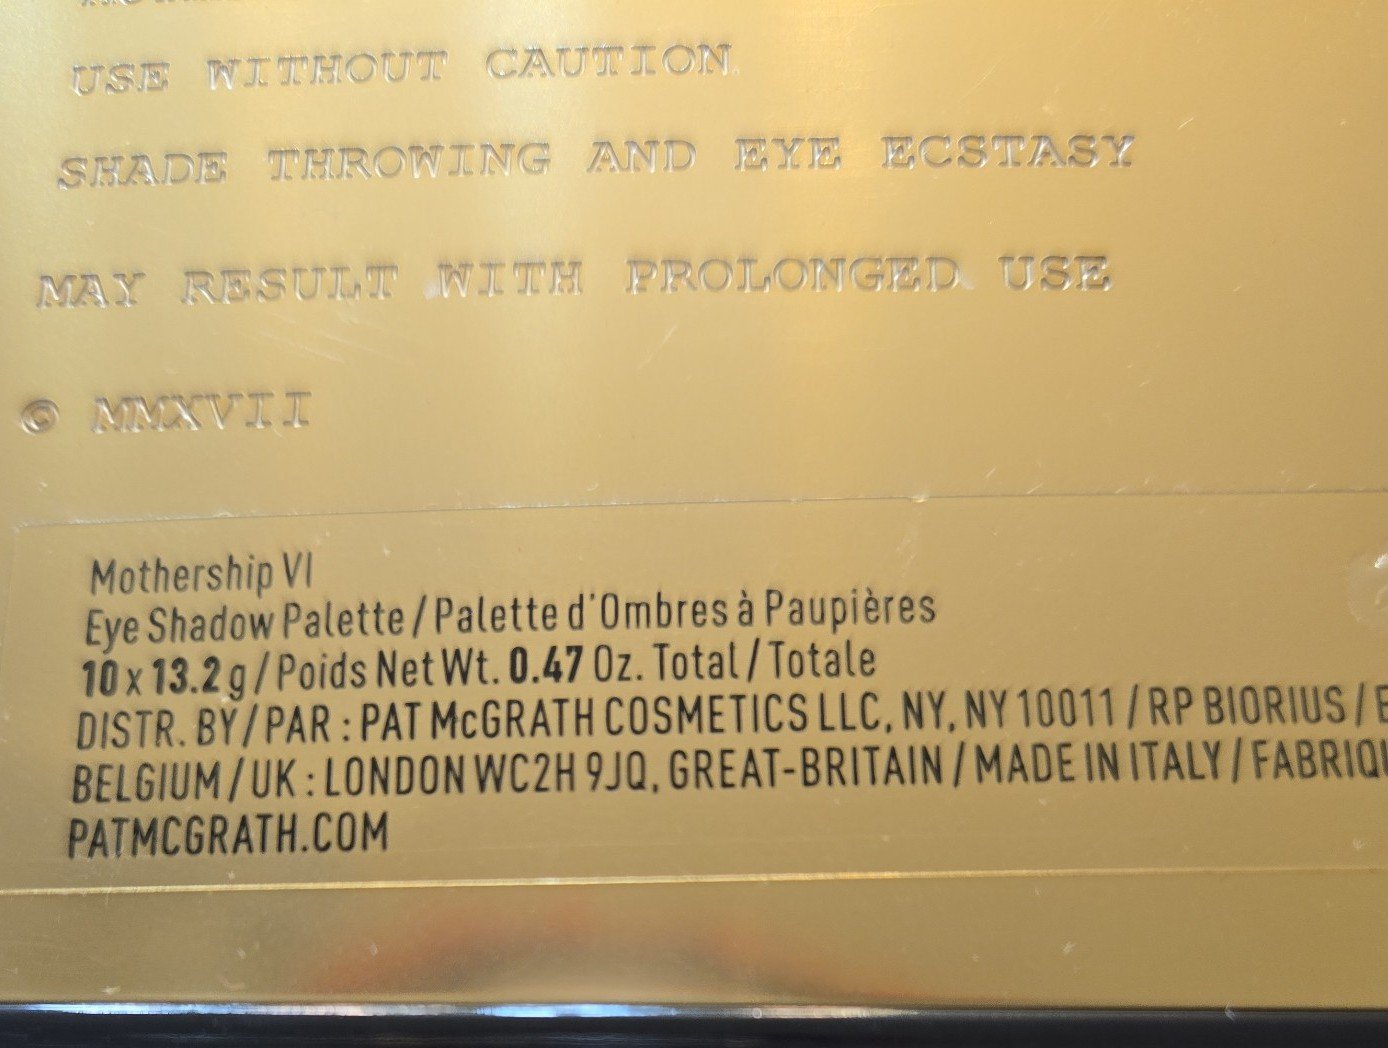 USE WITHOUT CAUTION.
SHADE THROWING AND EYE ECSTASY
MAY RESULT WITH PROLONGED USE
© MMXVII
Mothership VI
Eye Shadow Palette / Palette d'Ombres à Paupières
10 x 13.2 g / Poids Net Wt. 0.47 Oz. Total / Totale
DISTR. BY / PAR : PAT McGRATH COSMETICS LLC, NY, NY 10011 / RP BIORIUS /
BELGIUM / UK : LONDON WC2H 9JQ, GREAT-BRITAIN / MADE IN ITALY /
PATMCGRATH.COM